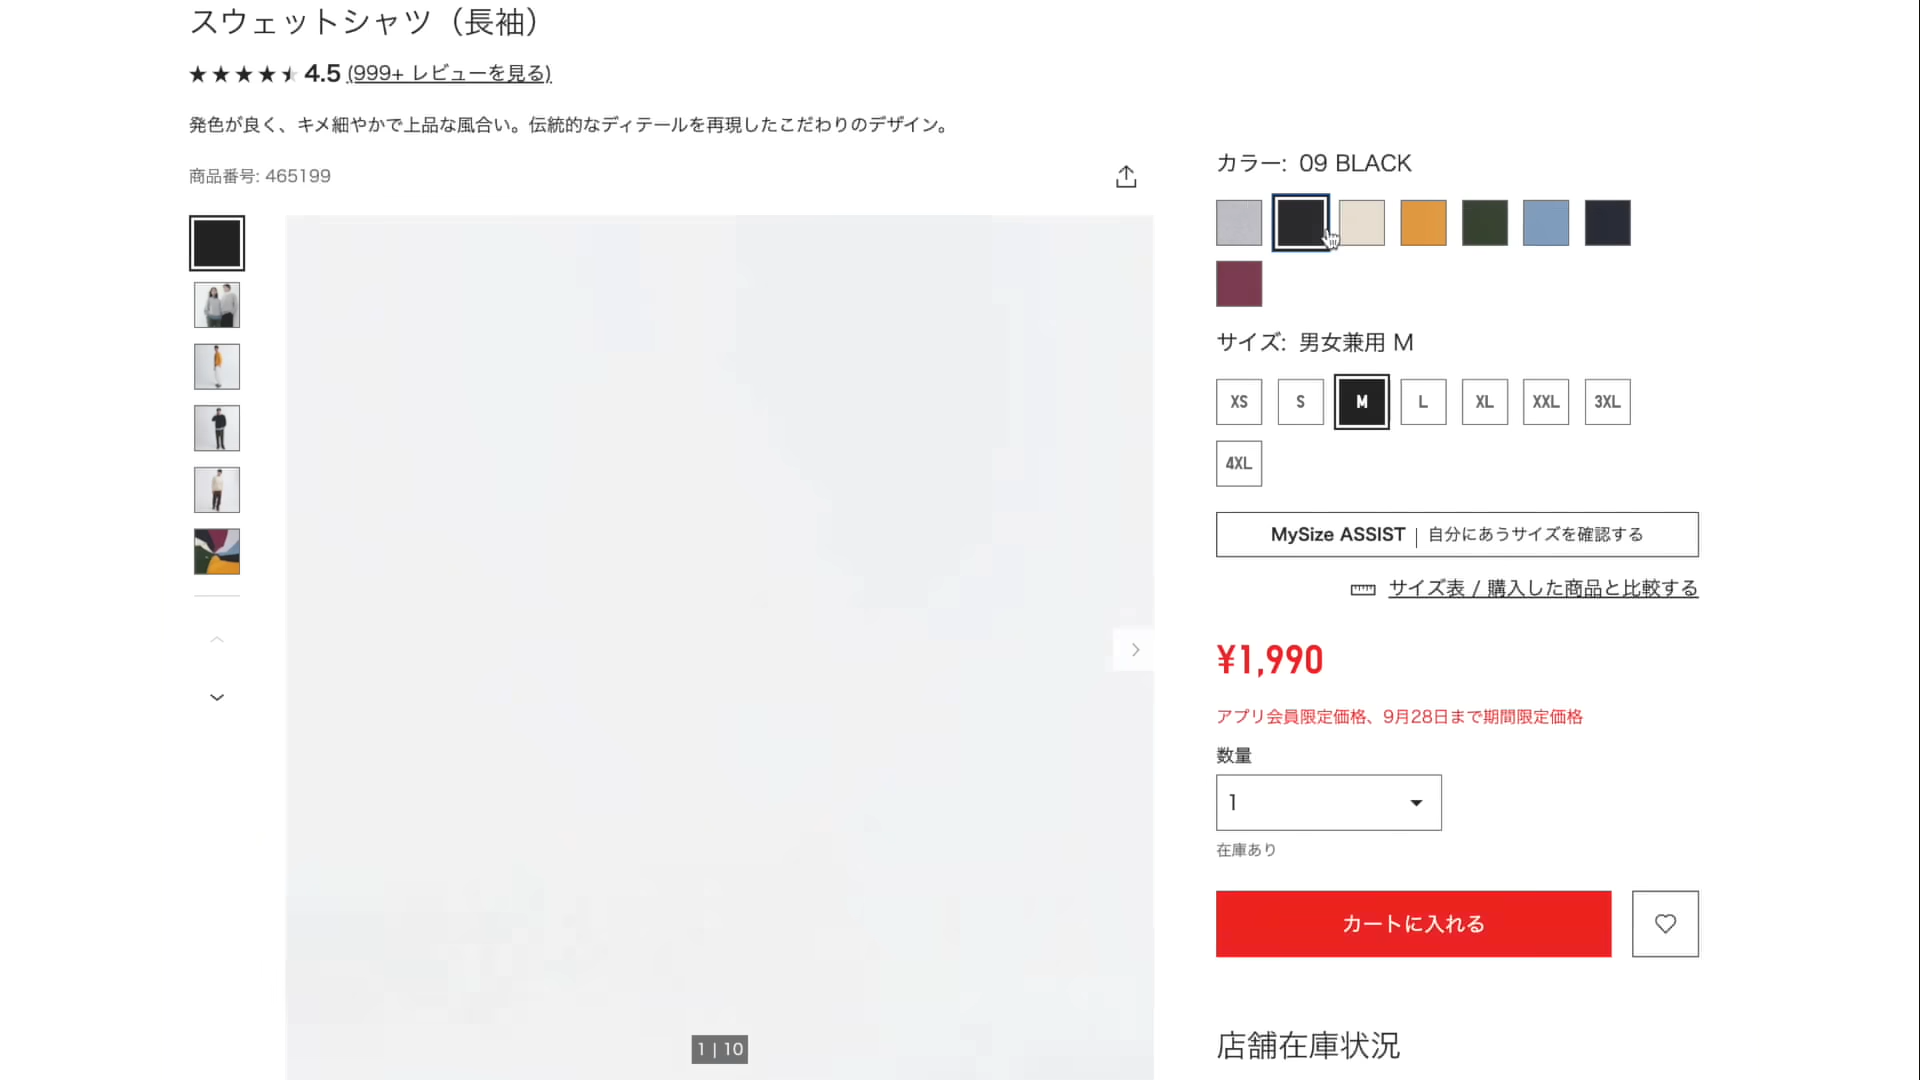 スウェットシャツ（長袖）
4.5 (999+ レビューを見る)
発色が良く、キメ細やかで上品な風合い。伝統的なディテールを再現したこだわりのデザイン。
商品番号: 465199
1 | 10
カラー: 09 BLACK
サイズ: 男女兼用 M
XS S M L XL XXL 3XL
4XL
MySize ASSIST | 自分にあうサイズを確認する
サイズ表 / 購入した商品と比較する
¥1,990
アプリ会員限定価格、9月28日まで期間限定価格
数量
1
在庫あり
カートに入れる
店舗在庫状況